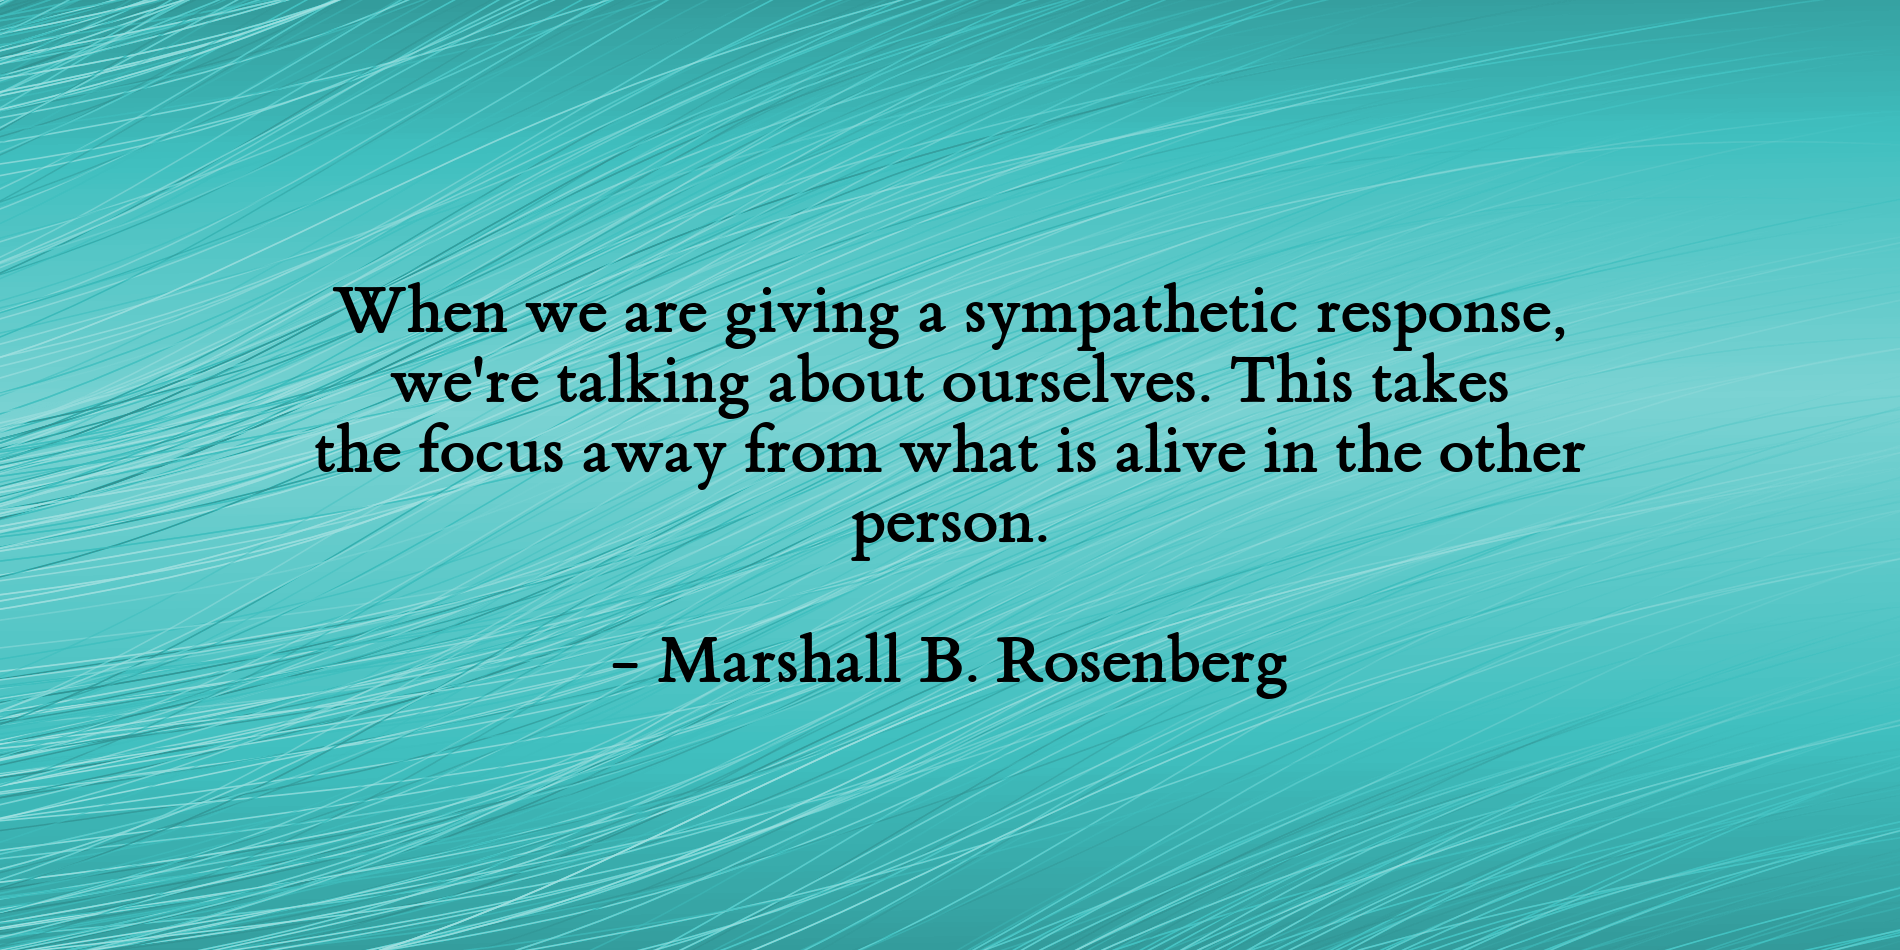 When we are giving a sympathetic response,
we're talking about ourselves. This takes
the focus away from what is alive in the other
person.
– Marshall B. Rosenberg